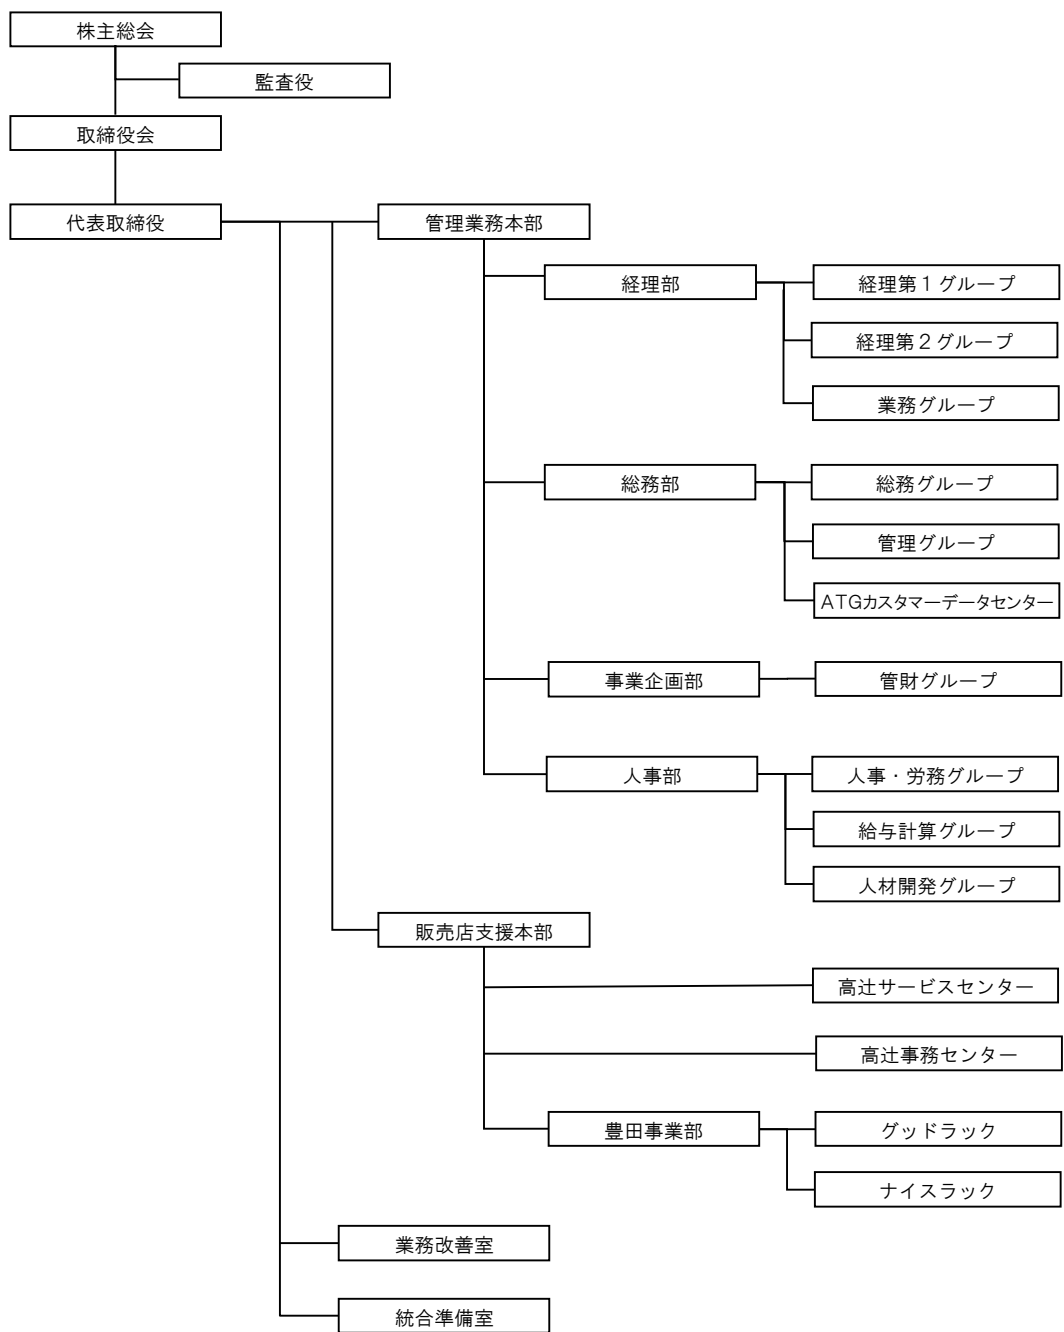 株主総会
監査役
取締役会
代表取締役
管理業務本部
経理部
経理第１グループ
経理第２グループ
業務グループ
総務部
総務グループ
管理グループ
ATGカスタマーデータセンター
事業企画部
管財グループ
人事部
人事・労務グループ
給与計算グループ
人材開発グループ
販売店支援本部
高辻サービスセンター
高辻事務センター
豊田事業部
グッドラック
ナイスラック
業務改善室
統合準備室